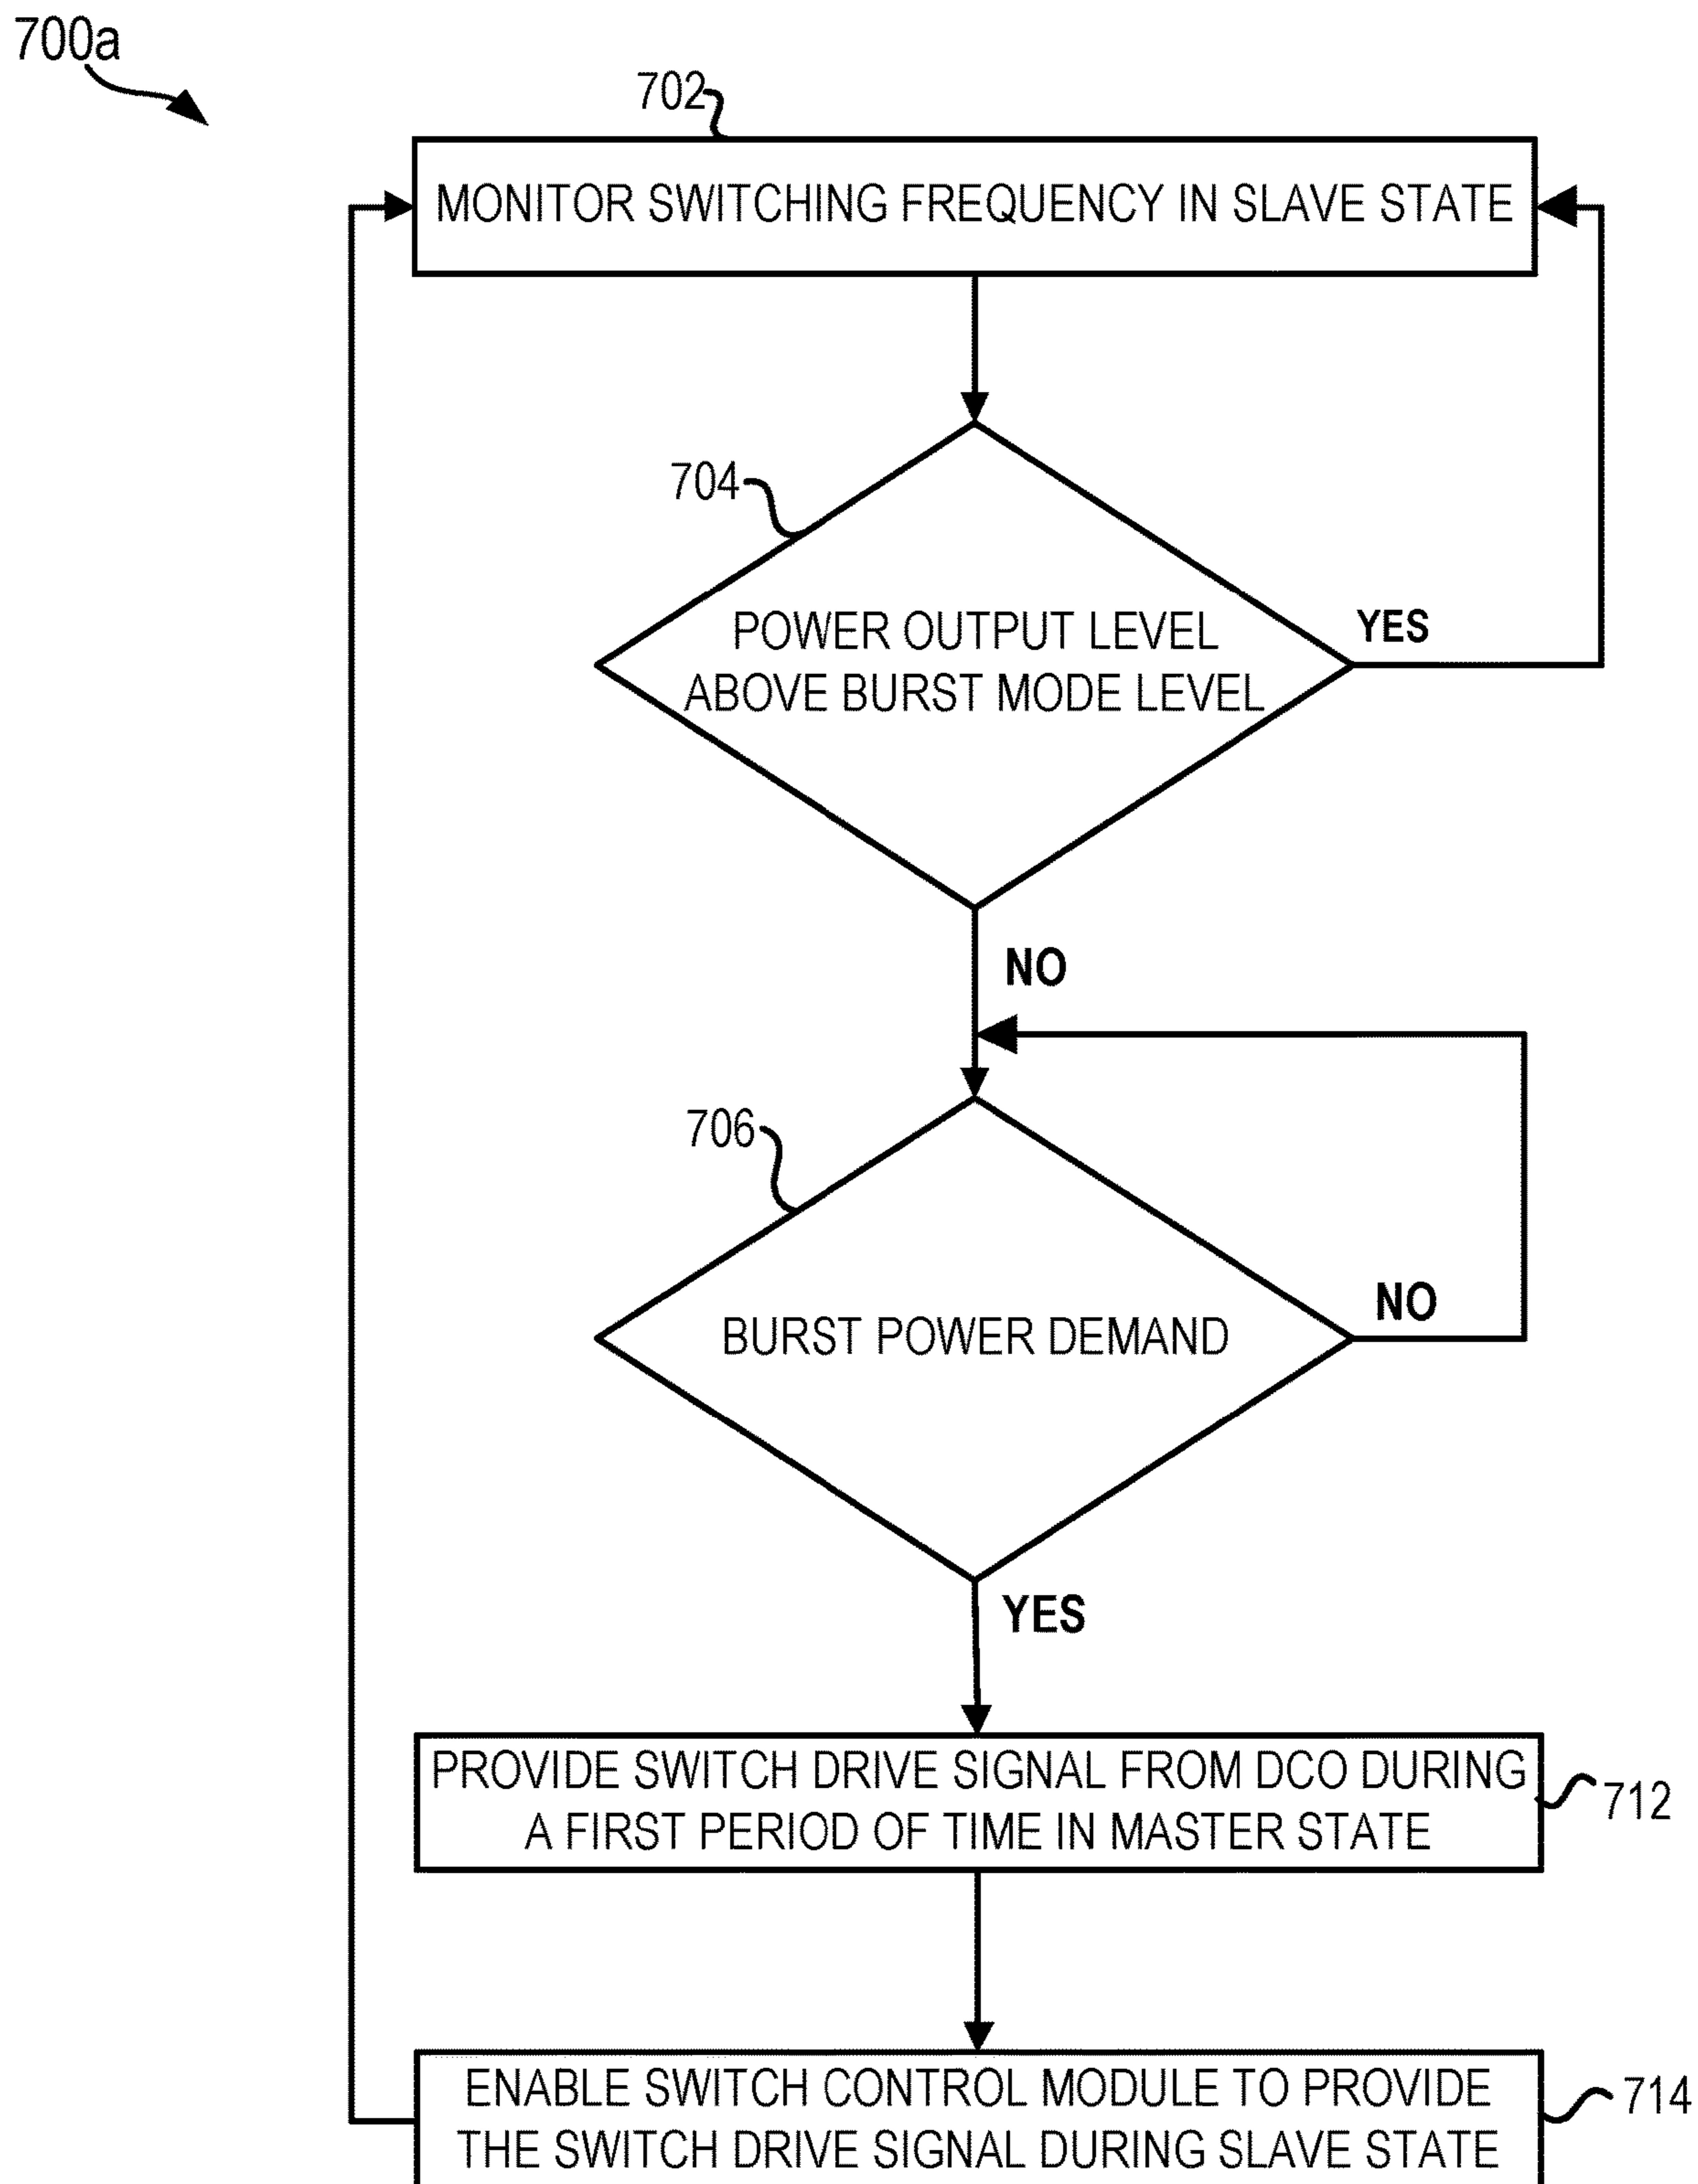 700a
702
MONITOR SWITCHING FREQUENCY IN SLAVE STATE
704
POWER OUTPUT LEVEL
ABOVE BURST MODE LEVEL
YES
NO
706
BURST POWER DEMAND
NO
YES
PROVIDE SWITCH DRIVE SIGNAL FROM DCO DURING
A FIRST PERIOD OF TIME IN MASTER STATE
712
ENABLE SWITCH CONTROL MODULE TO PROVIDE
THE SWITCH DRIVE SIGNAL DURING SLAVE STATE
714